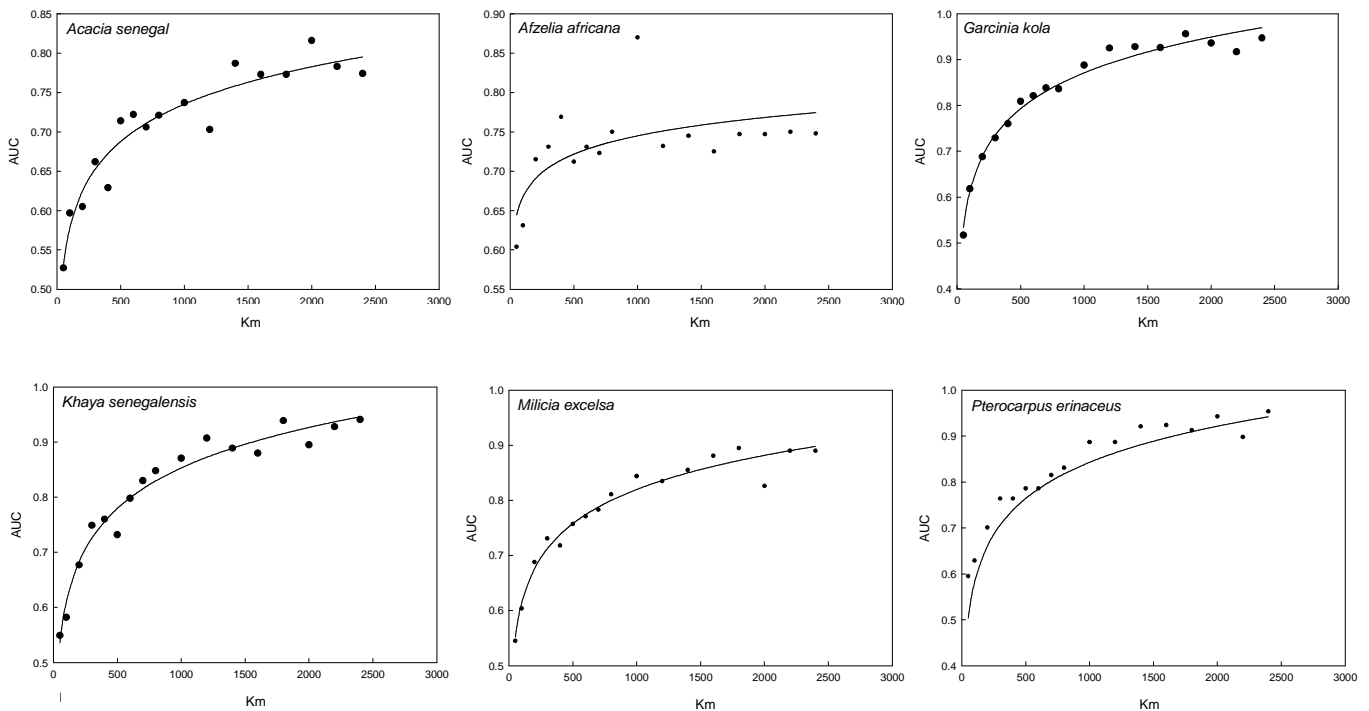 Acacia senegal
0.85
0.80
0.75
0.70
0.65
0.60
0.55
0.50
AUC
0 500 1000 1500 2000 2500 3000
Km
Afzelia africana
0.90
0.85
0.80
0.75
0.70
0.65
0.60
0.55
AUC
0 500 1000 1500 2000 2500 3000
Km
Garcinia kola
1.0
0.9
0.8
0.7
0.6
0.5
0.4
AUC
0 500 1000 1500 2000 2500 3000
Km
Khaya senegalensis
1.0
0.9
0.8
0.7
0.6
0.5
AUC
0 500 1000 1500 2000 2500 3000
Km
Milicia excelsa
1.0
0.9
0.8
0.7
0.6
0.5
AUC
0 500 1000 1500 2000 2500 3000
Km
Pterocarpus erinaceus
1.0
0.9
0.8
0.7
0.6
0.5
0.4
AUC
0 500 1000 1500 2000 2500 3000
Km